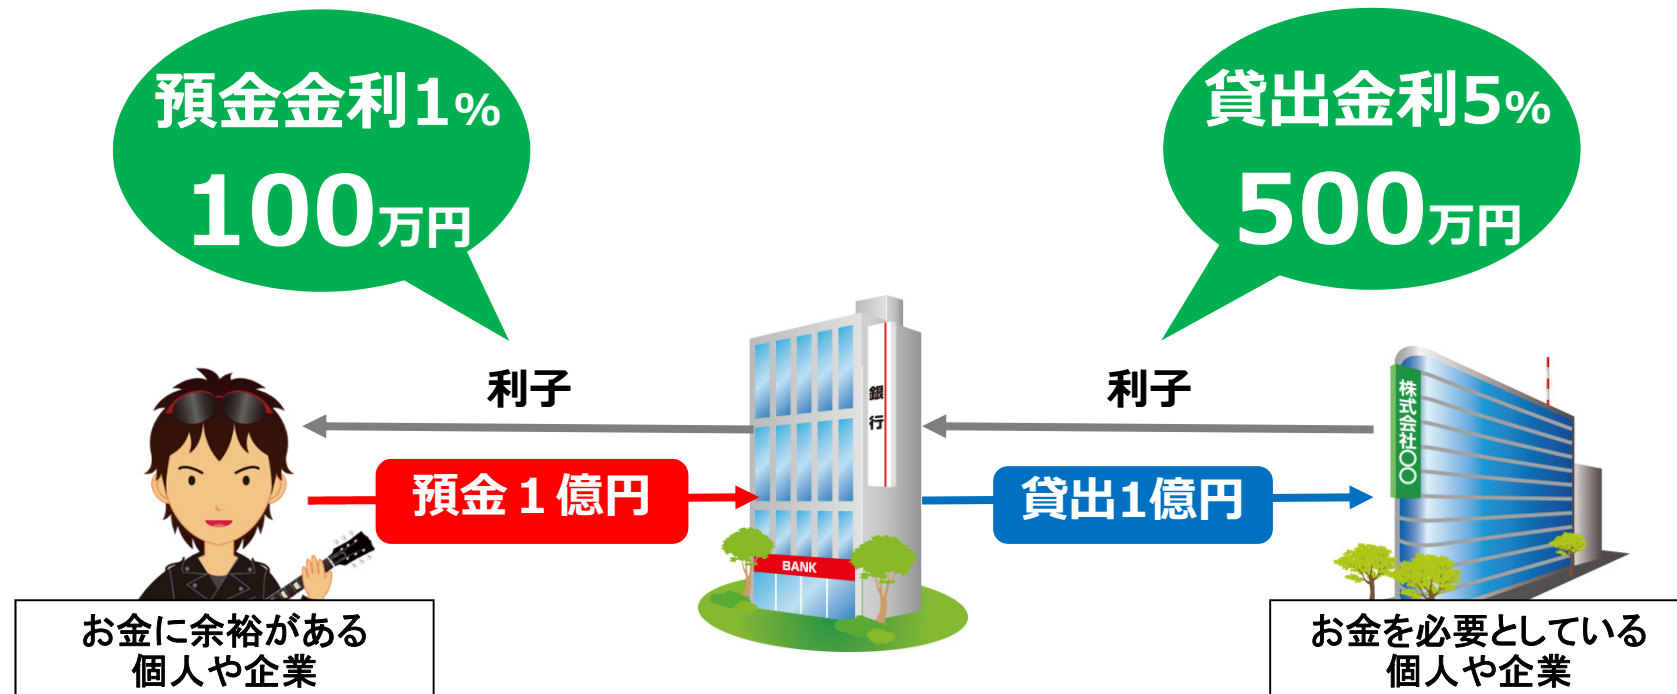 預金金利1%
100万円
貸出金利5%
500万円
利子
利子
銀行
株式会社〇〇
預金１億円
貸出1億円
BANK
お金に余裕がある
個人や企業
お金を必要としている
個人や企業